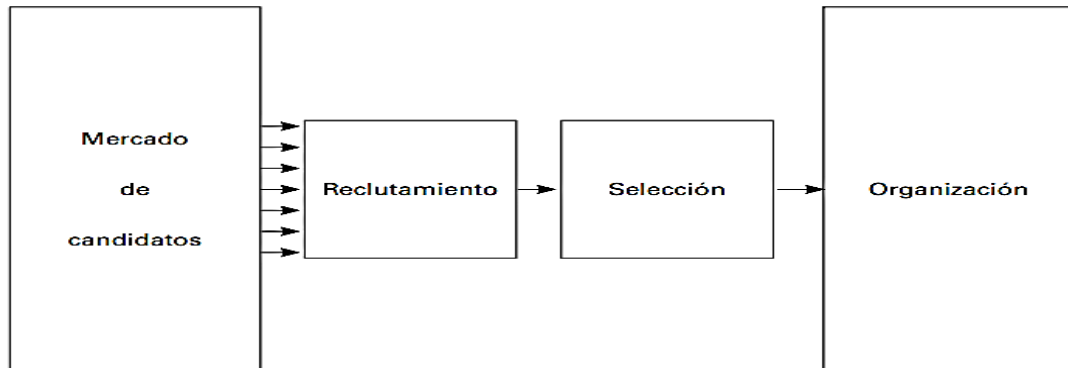 Mercado
de
candidatos
Reclutamiento
Selección
Organización